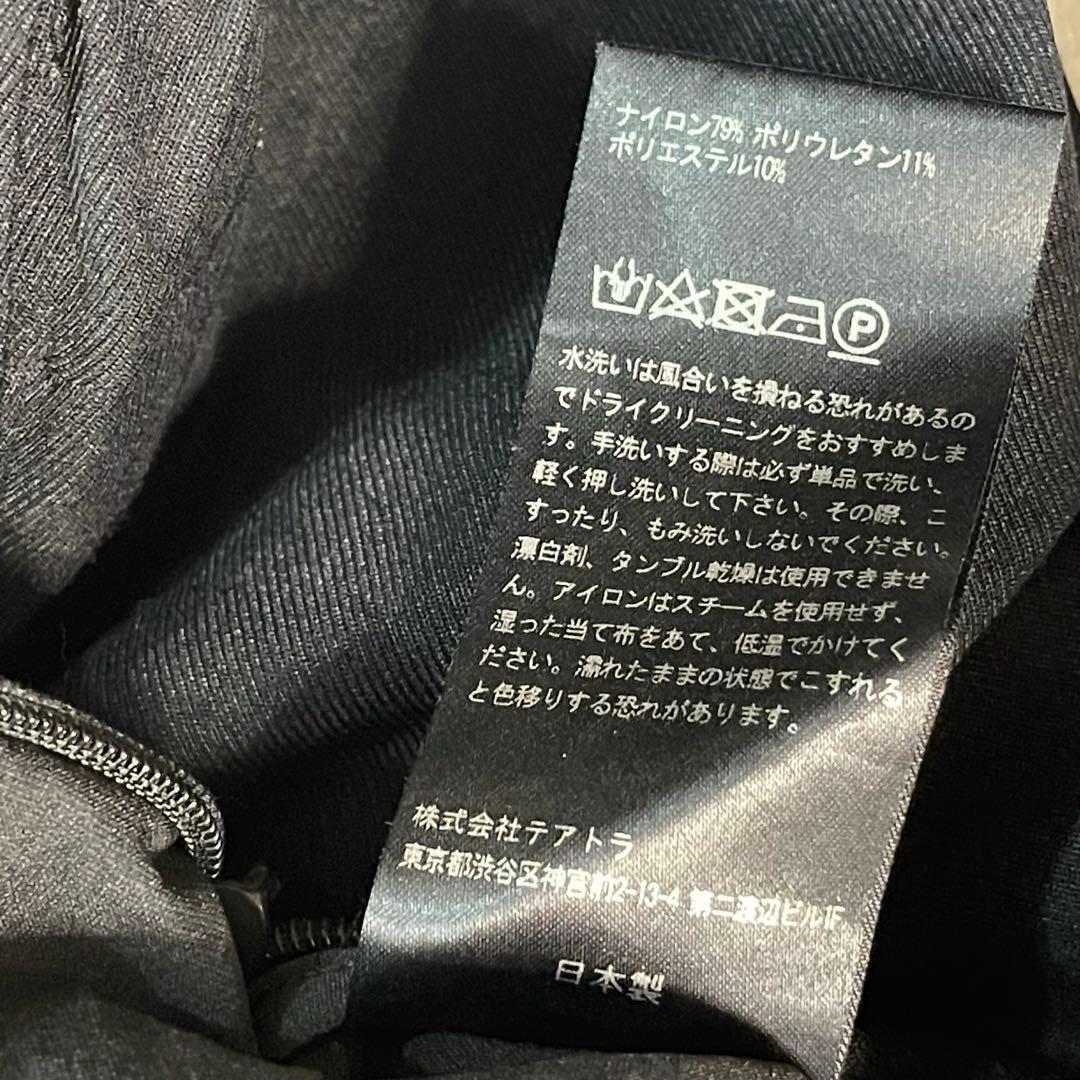 ナイロン79% ポリウレタン11%
ポリエステル10%
P
水洗いは風合いを損ねる恐れがあるの
でドライクリーニングをおすすめしま
す。手洗いする際は必ず単品で洗い、
軽く押し洗いして下さい。その際、こ
すったり、もみ洗いしないでください。
漂白剤、タンブル乾燥は使用できませ
ん。アイロンはスチームを使用せず、
湿った当て布をあて、低温でかけてく
ださい。濡れたままの状態でこすれる
と色移りする恐れがあります。
株式会社テアトラ
東京都渋谷区神宮前2-13-4 第二渡辺ビル1F
日本製